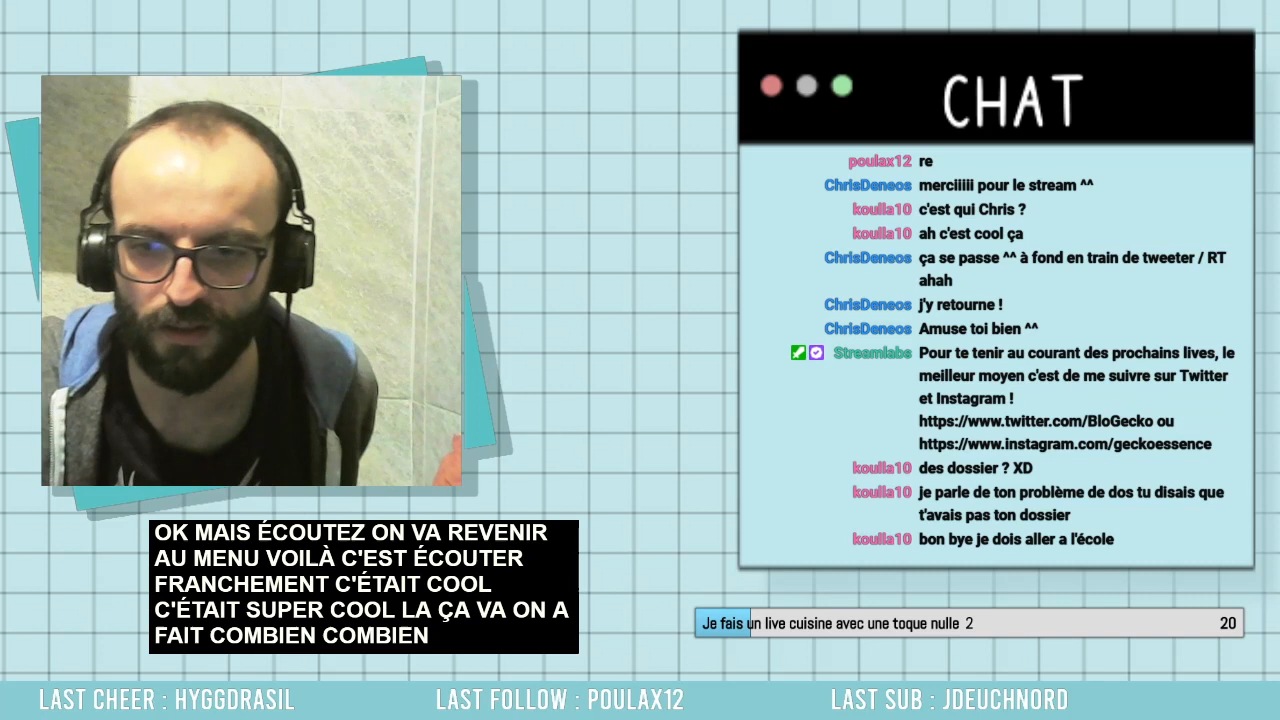 CHAT
poulax12 re
ChrisDeneos merciiiii pour le stream ^^
koulla10 c'est qui Chris ?
koulla10 ah c'est cool ça
ChrisDeneos ça se passe ^^ à fond en train de tweeter / RT
ahah
ChrisDeneos j'y retourne !
ChrisDeneos Amuse toi bien ^^
Streamlabs Pour te tenir au courant des prochains lives, le
meilleur moyen c'est de me suivre sur Twitter
et Instagram !
https://www.twitter.com/BloGecko ou
https://www.instagram.com/geckoessence
koulla10 des dossier ? XD
koulla10 je parle de ton problème de dos tu disais que
t'avais pas ton dossier
koulla10 bon bye je dois aller a l'école
OK MAIS ÉCOUTEZ ON VA REVENIR
AU MENU VOILÀ C'EST ÉCOUTER
FRANCHEMENT C'ÉTAIT COOL
C'ÉTAIT SUPER COOL LA ÇA VA ON A
FAIT COMBIEN COMBIEN
Je fais un live cuisine avec une toque nulle 2 20
LAST CHEER : HYGGDRASIL LAST FOLLOW : POULAX12 LAST SUB : JDEUCHNORD